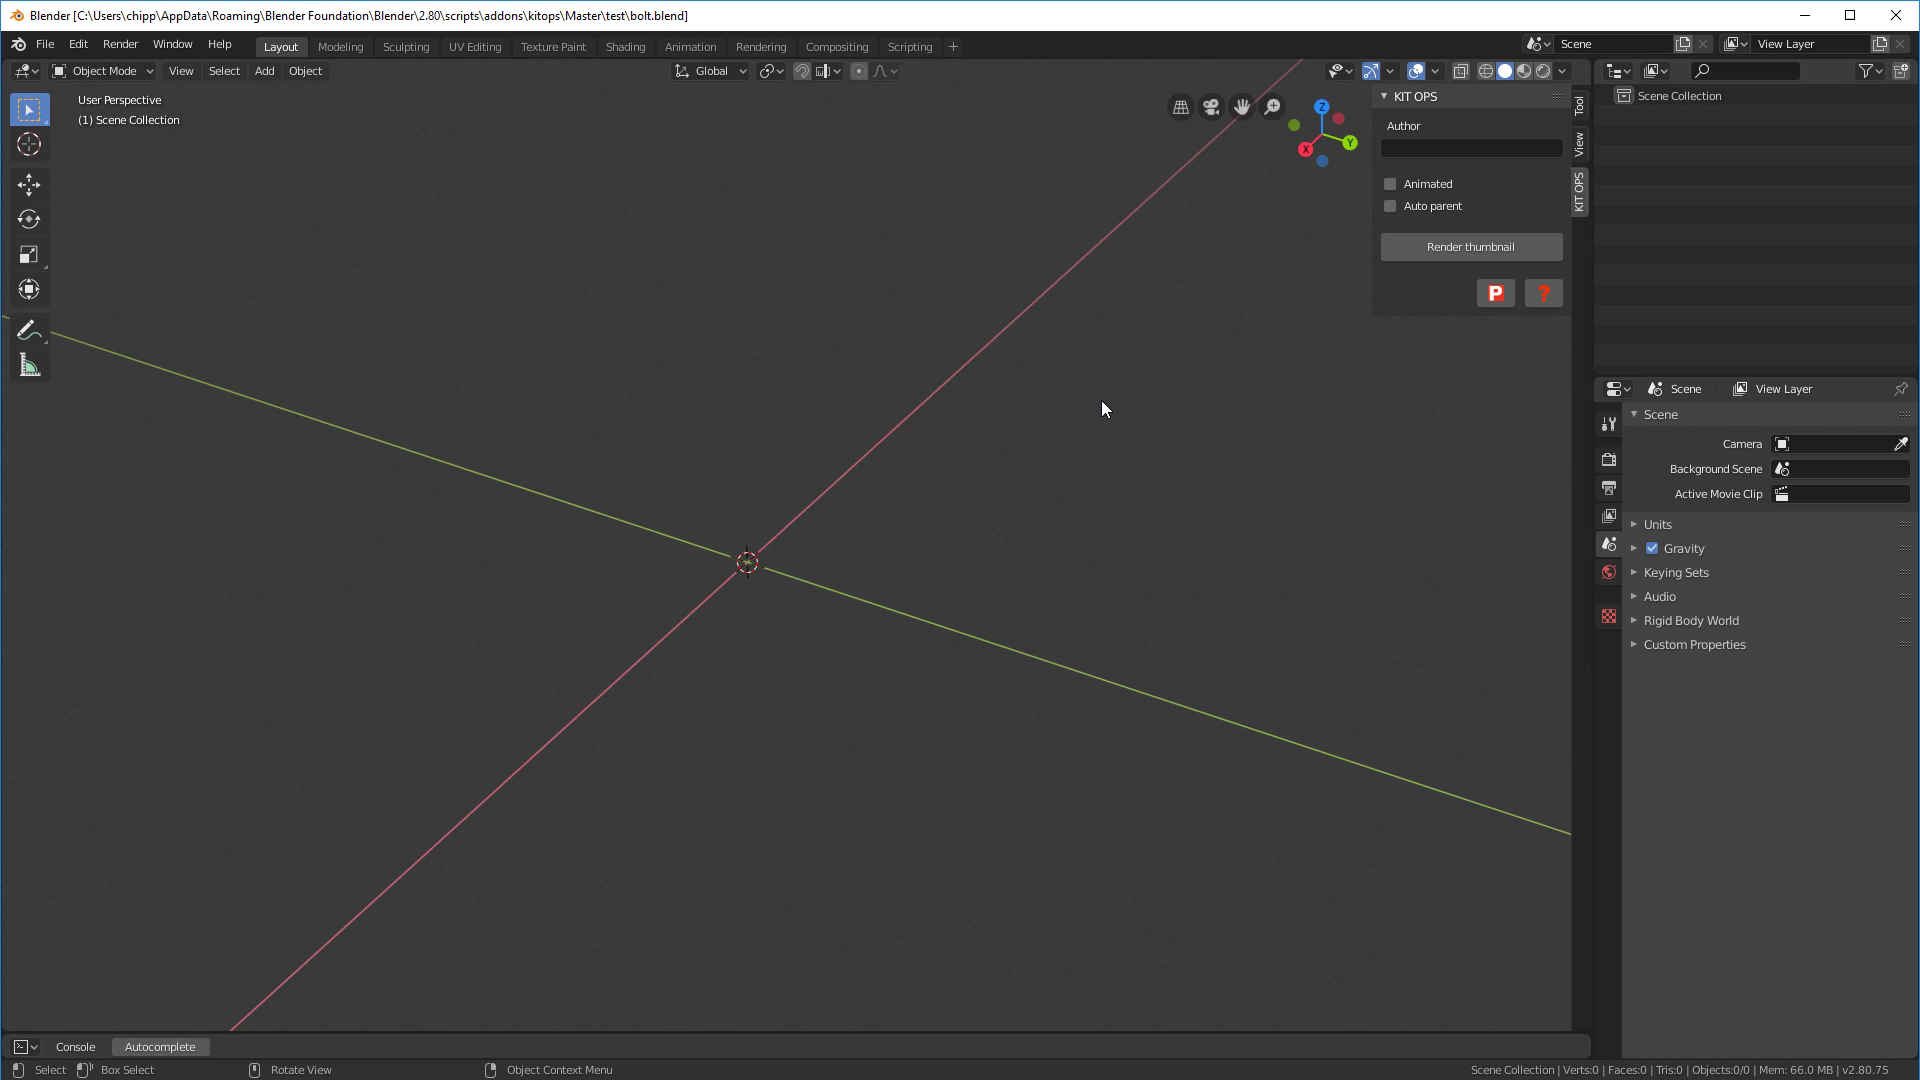 Blender [C:\Users\chipp\AppData\Roaming\Blender Foundation\Blender\2.80\scripts\addons\kitops\Master\test\bolt.blend]
File Edit Render Window Help Layout Modeling Sculpting UV Editing Texture Paint Shading Animation Rendering Compositing Scripting + Scene View Layer
Object Mode View Select Add Object Global
User Perspective
(1) Scene Collection
Z
Y
X
KIT OPS
Author
Animated
Auto parent
Render thumbnail
P ?
Tool
View
KIT OPS
Scene Collection
Scene View Layer
Scene
Camera
Background Scene
Active Movie Clip
Units
Gravity
Keying Sets
Audio
Rigid Body World
Custom Properties
Console Autocomplete
Select Box Select Rotate View Object Context Menu Scene Collection | Verts:0 | Faces:0 | Tris:0 | Objects:0/0 | Mem: 66.0 MB | v2.80.75